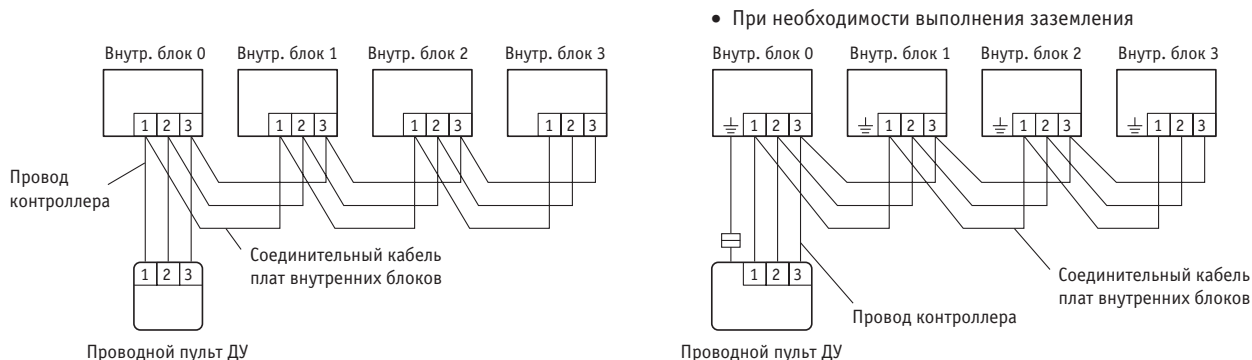 • При необходимости выполнения заземления
Внутр. блок 0 Внутр. блок 1 Внутр. блок 2 Внутр. блок 3
1 2 3 1 2 3 1 2 3 1 2 3
Провод
контроллера
Соединительный кабель
плат внутренних блоков
1 2 3
Проводной пульт ДУ
Внутр. блок 0 Внутр. блок 1 Внутр. блок 2 Внутр. блок 3
1 2 3 1 2 3 1 2 3 1 2 3
Соединительный кабель
плат внутренних блоков
1 2 3
Провод контроллера
Проводной пульт ДУ